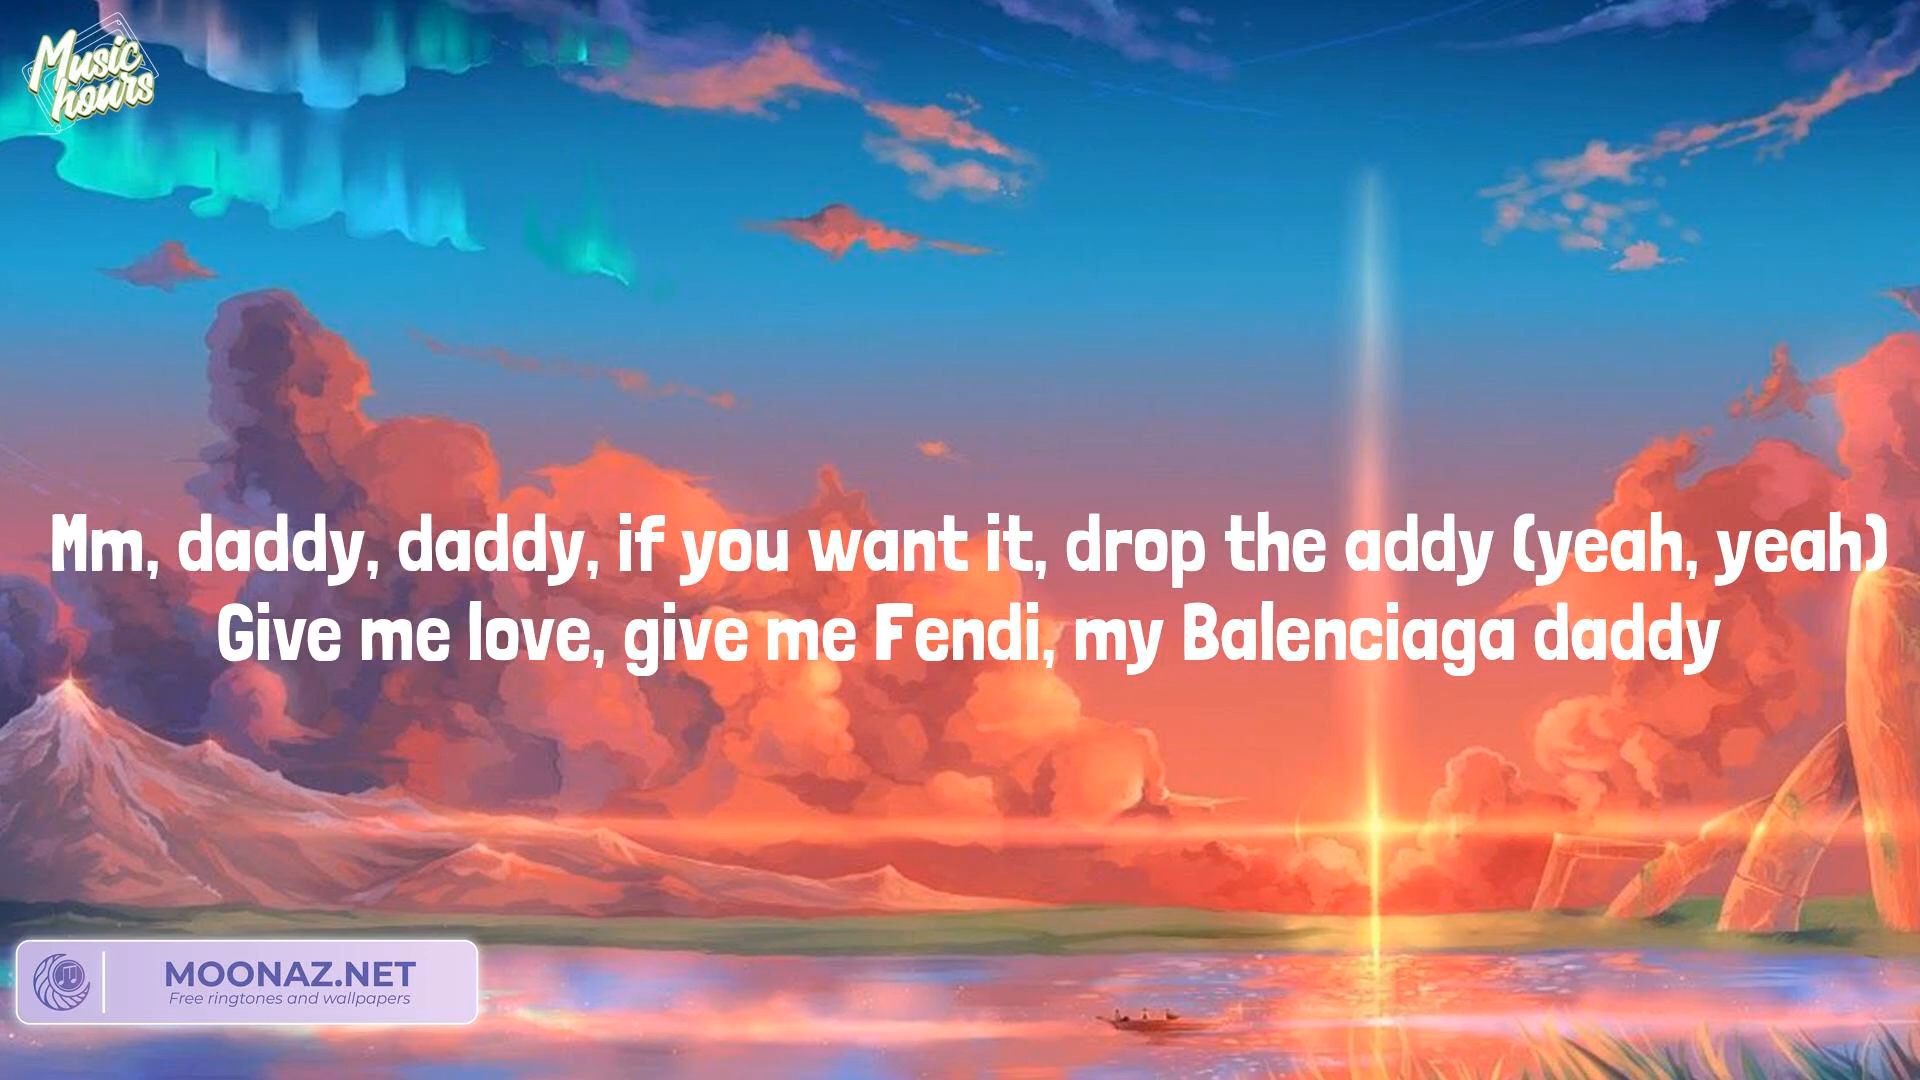 Music
hours
Mm, daddy, daddy, if you want it, drop the addy (yeah, yeah)
Give me love, give me Fendi, my Balenciaga daddy
MOONAZ.NET
Free ringtones and wallpapers